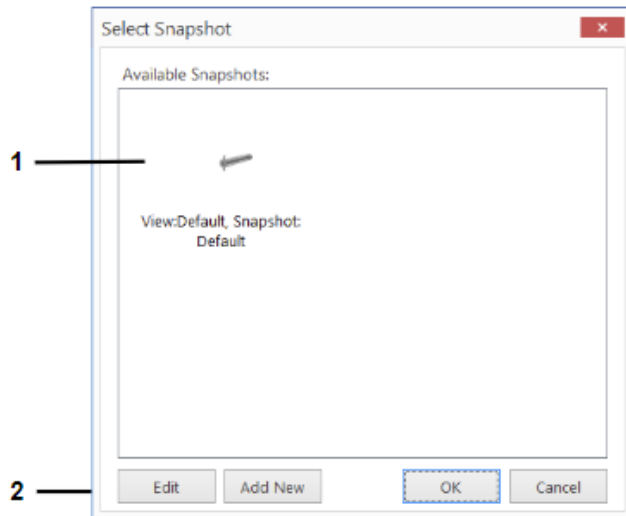 Select Snapshot
Available Snapshots:
1
View:Default, Snapshot:
Default
2
Edit
Add New
OK
Cancel